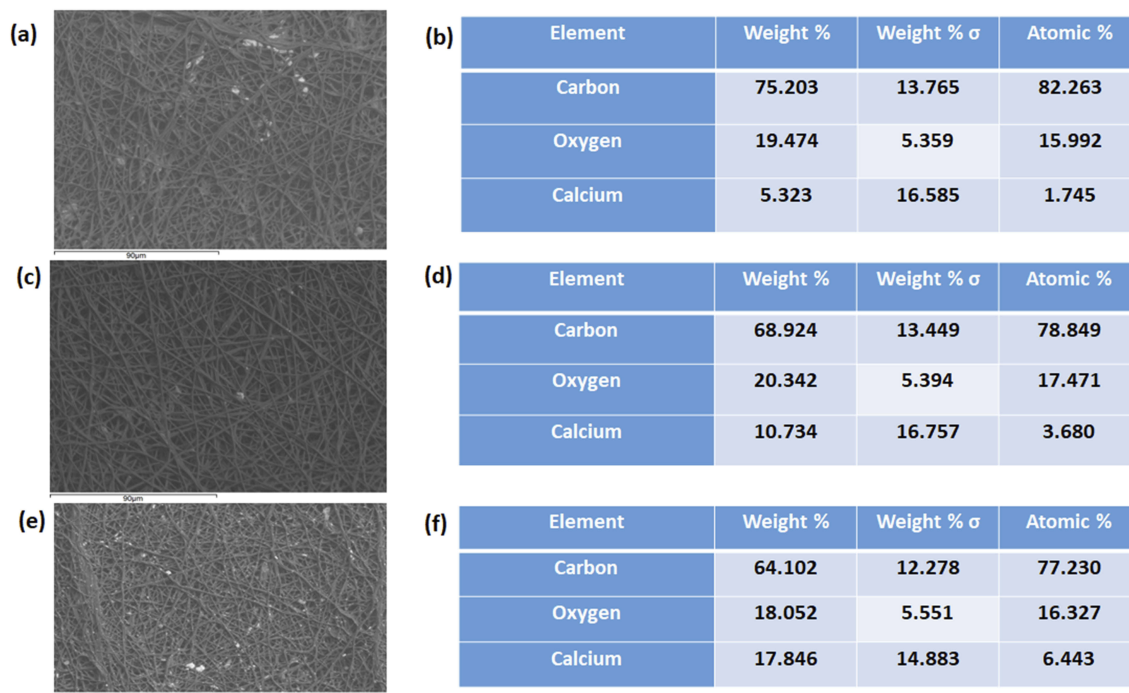 (a)
90μm
(b)
Element Weight % Weight % σ Atomic %
Carbon 75.203 13.765 82.263
Oxygen 19.474 5.359 15.992
Calcium 5.323 16.585 1.745
(c)
90μm
(d)
Element Weight % Weight % σ Atomic %
Carbon 68.924 13.449 78.849
Oxygen 20.342 5.394 17.471
Calcium 10.734 16.757 3.680
(e)
(f)
Element Weight % Weight % σ Atomic %
Carbon 64.102 12.278 77.230
Oxygen 18.052 5.551 16.327
Calcium 17.846 14.883 6.443